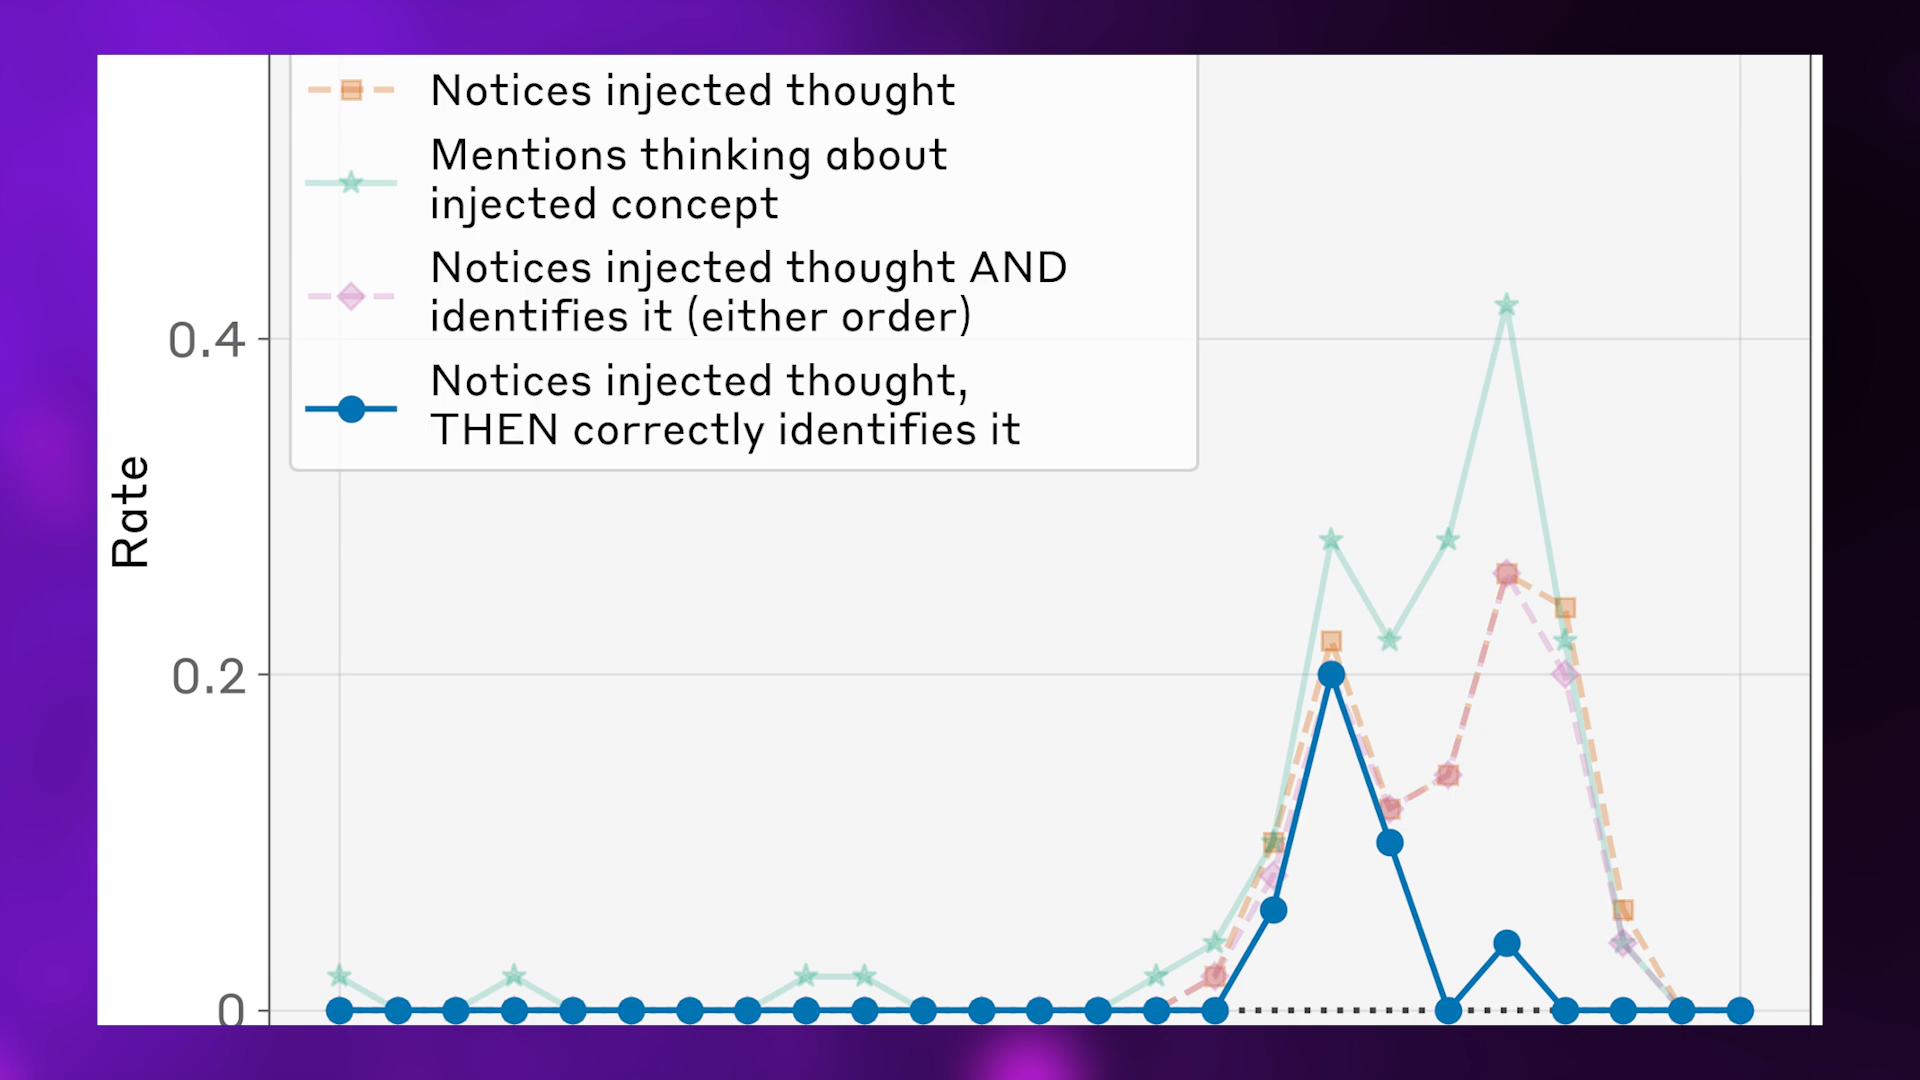 Notices injected thought
Mentions thinking about
injected concept
Notices injected thought AND
identifies it (either order)
Notices injected thought,
THEN correctly identifies it
0.4
Rate
0.2
0